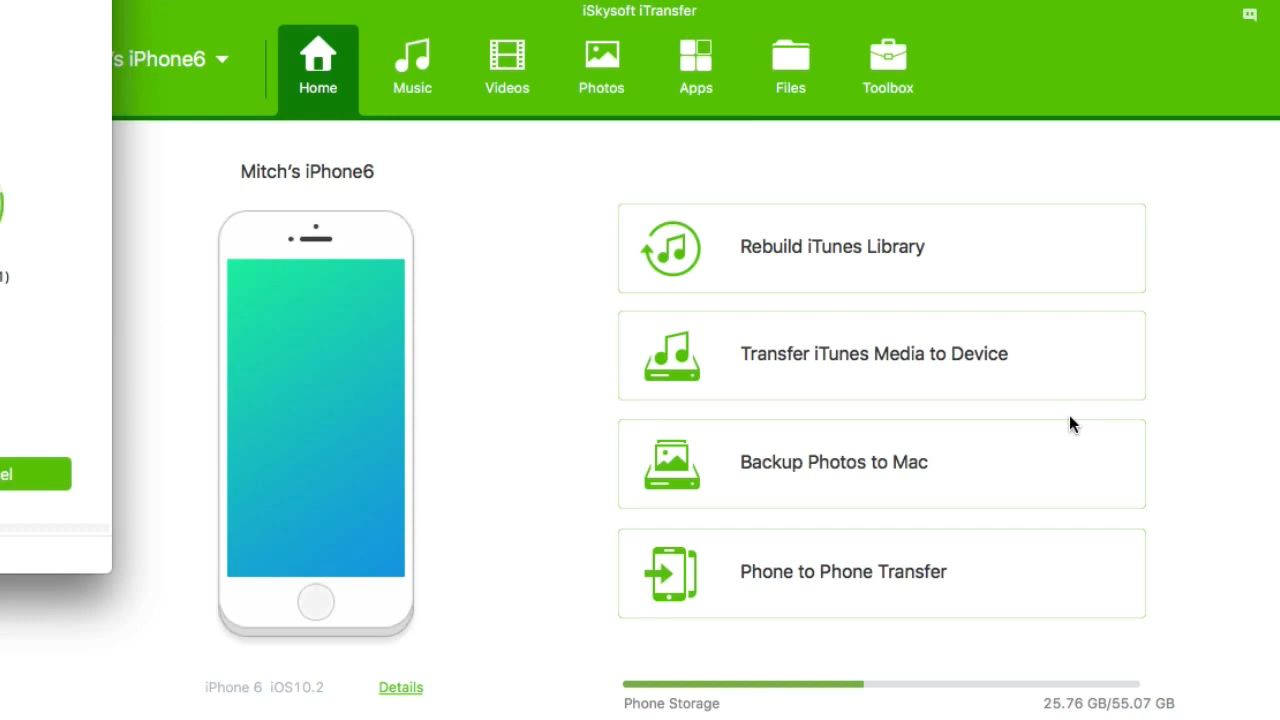 iSkysoft iTransfer
's iPhone6
Home
Music
Videos
Photos
Apps
Files
Toolbox
Mitch's iPhone6
Rebuild iTunes Library
1)
Transfer iTunes Media to Device
Backup Photos to Mac
el
Phone to Phone Transfer
iPhone 6 iOS10.2
Details
Phone Storage
25.76 GB/55.07 GB